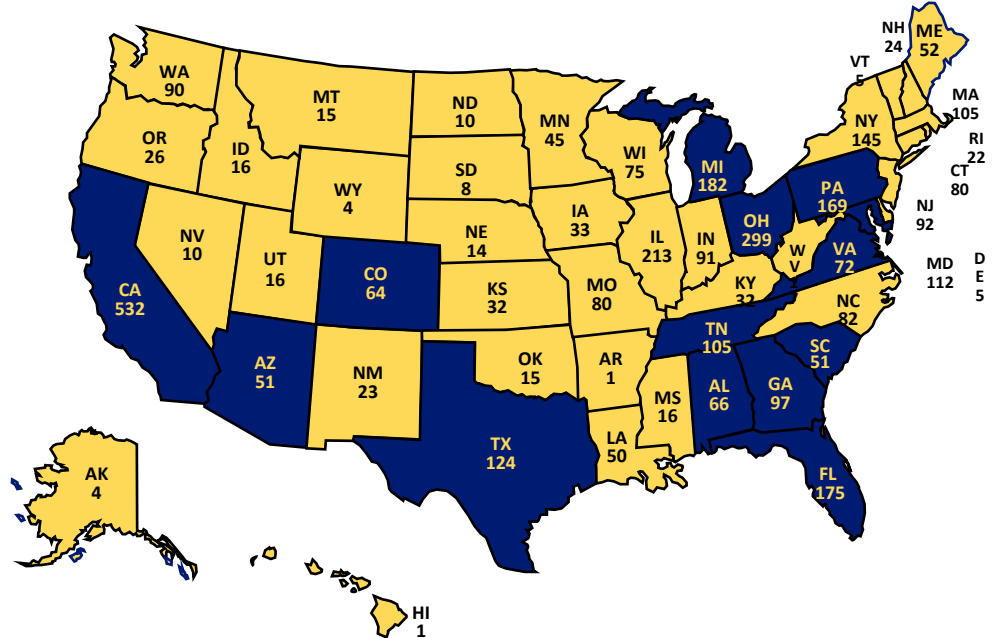 NH
24
ME
52
VT
5
WA
90
MT
15
ND
10
MN
45
MA
105
OR
26
ID
16
NY
145
RI
22
WI
75
MI
182
SD
8
CT
80
WY
4
PA
169
NJ
92
IA
33
OH
299
NE
14
NV
10
IL
213
IN
91
W
V
VA
72
UT
16
CO
64
MD
112
D
E
5
CA
532
KS
32
MO
80
KY
32
NC
82
TN
105
SC
51
AZ
51
NM
23
OK
15
AR
1
MS
16
AL
66
GA
97
TX
124
LA
50
FL
175
AK
4
HI
1